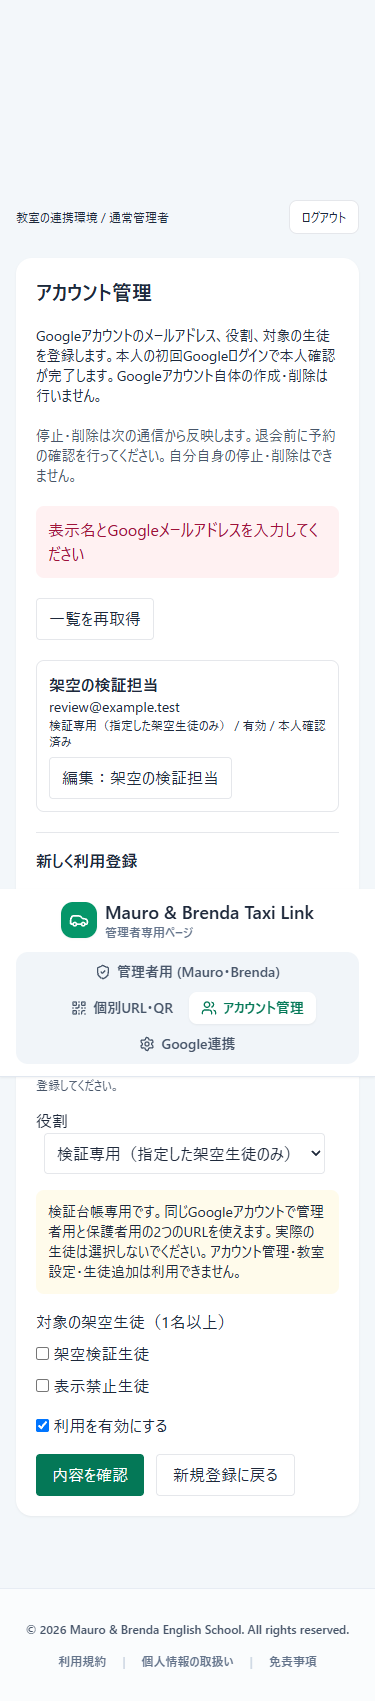 教室の連携環境 / 通常管理者
ログアウト
アカウント管理
Googleアカウントのメールアドレス、役割、対象の生徒
を登録します。本人の初回Googleログインで本人確認
が完了します。Googleアカウント自体の作成・削除は
行いません。
停止・削除は次の通信から反映します。退会前に予約
の確認を行ってください。自分自身の停止・削除はでき
ません。
表示名とGoogleメールアドレスを入力してく
ださい
一覧を再取得
架空の検証担当
review@example.test
検証専用（指定した架空生徒のみ） / 有効 / 本人確認
済み
編集：架空の検証担当
新しく利用登録
Mauro & Brenda Taxi Link
管理者専用ページ
管理者用 (Mauro・Brenda)
個別URL・QR
アカウント管理
Google連携
登録してください。
役割
検証専用（指定した架空生徒のみ）
検証台帳専用です。同じGoogleアカウントで管理
者用と保護者用の2つのURLを使えます。実際の
生徒は選択しないでください。アカウント管理・教室
設定・生徒追加は利用できません。
対象の架空生徒（1名以上）
架空検証生徒
表示禁止生徒
利用を有効にする
内容を確認
新規登録に戻る
© 2026 Mauro & Brenda English School. All rights reserved.
利用規約 | 個人情報の取扱い | 免責事項